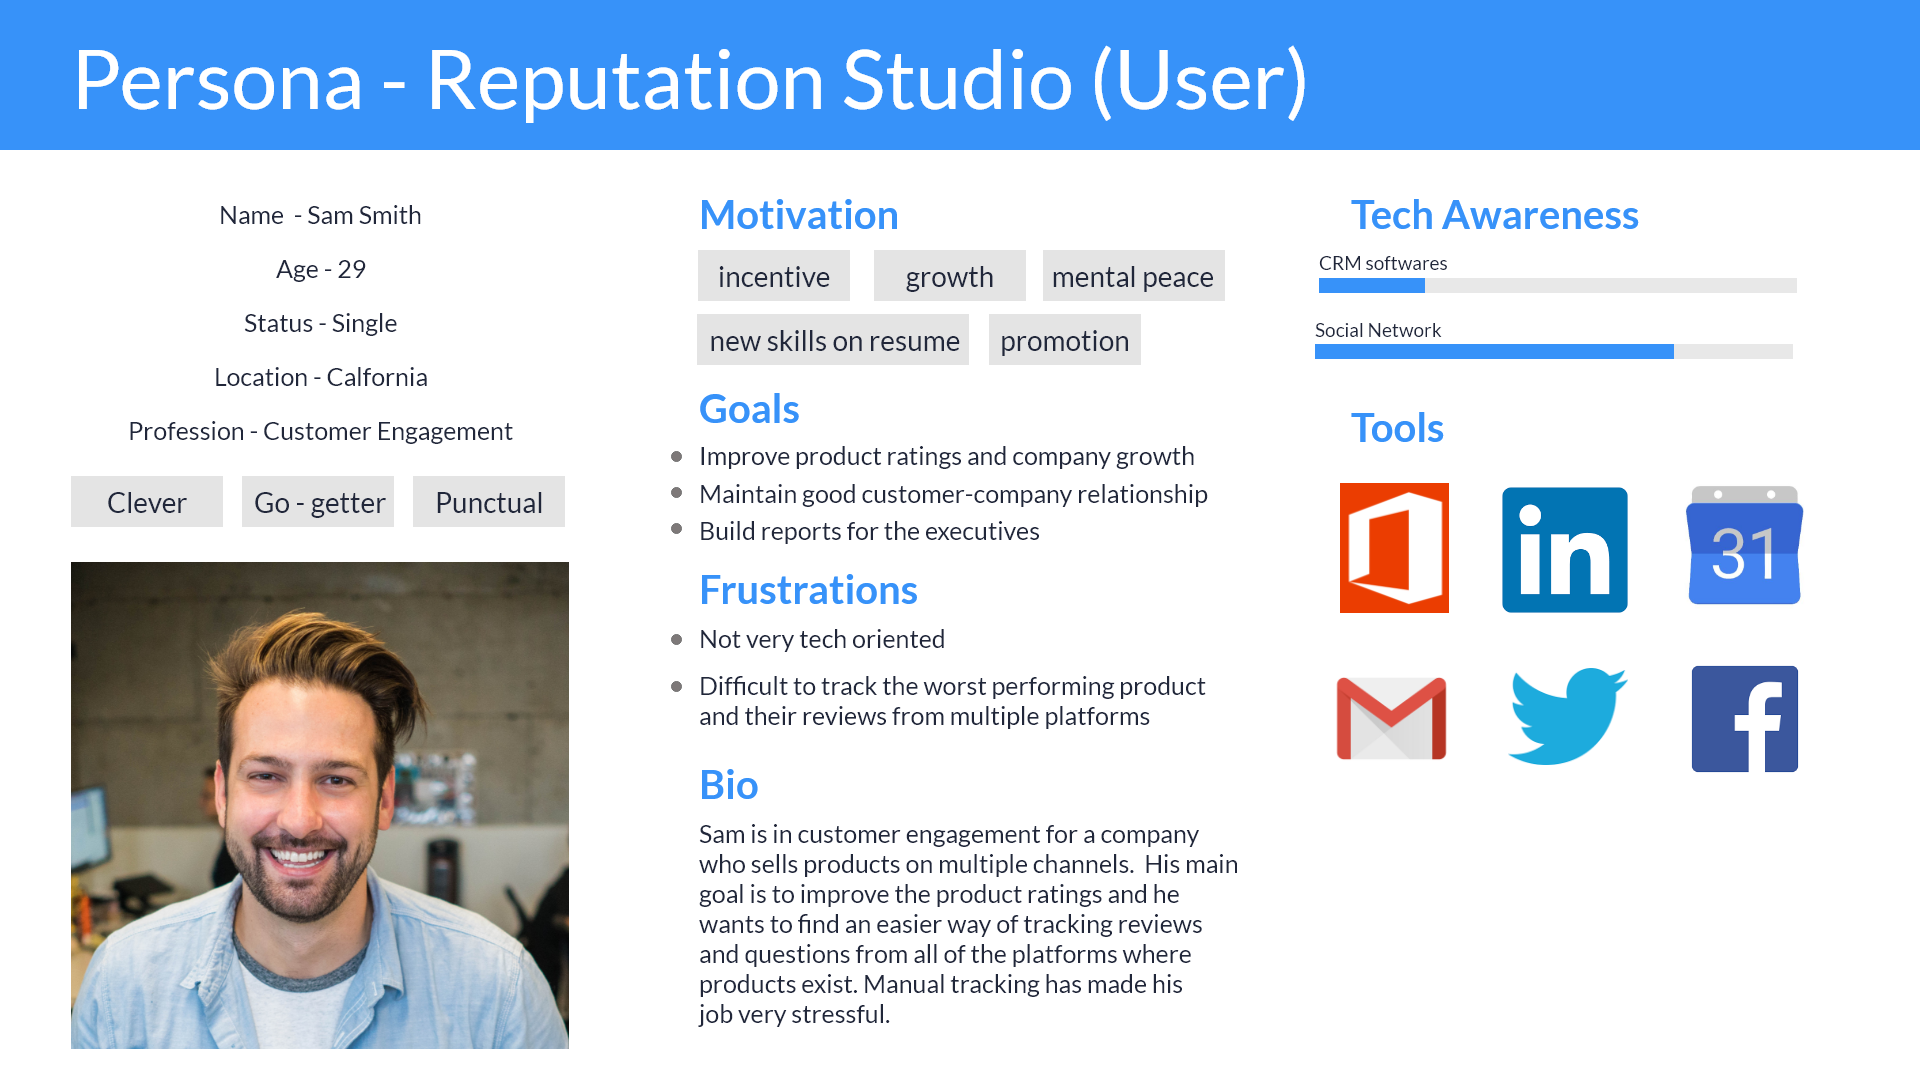 Persona - Reputation Studio (User)
Name - Sam Smith
Age - 29
Status - Single
Location - Calfornia
Profession - Customer Engagement
Clever
Go - getter
Punctual
Motivation
incentive
growth
mental peace
new skills on resume
promotion
Goals
Improve product ratings and company growth
Maintain good customer-company relationship
Build reports for the executives
Frustrations
Not very tech oriented
Difficult to track the worst performing product
and their reviews from multiple platforms
Bio
Sam is in customer engagement for a company
who sells products on multiple channels. His main
goal is to improve the product ratings and he
wants to find an easier way of tracking reviews
and questions from all of the platforms where
products exist. Manual tracking has made his
job very stressful.
Tech Awareness
CRM softwares
Social Network
Tools
in
31
f